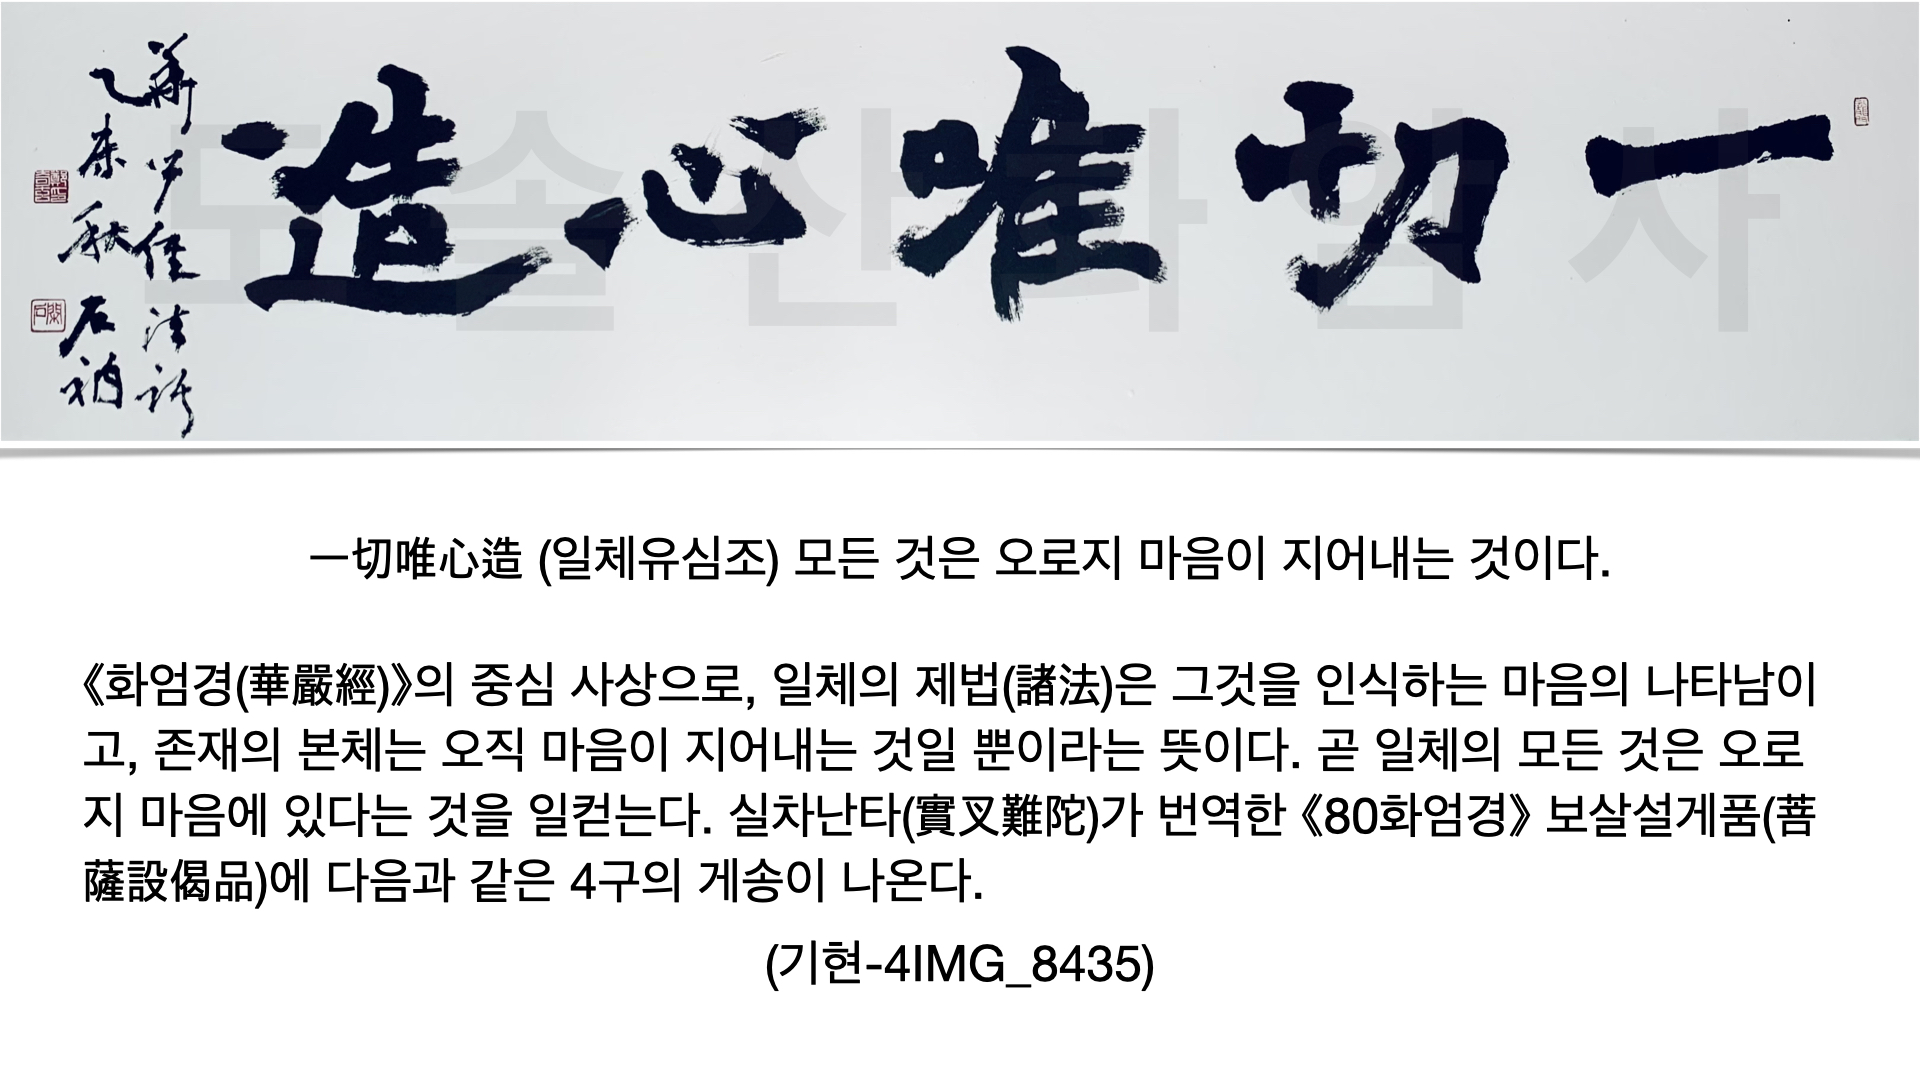 一切唯心造
乙未秋 石
도솔산화암사
一切唯心造 (일체유심조) 모든 것은 오로지 마음이 지어내는 것이다.
《화엄경(華嚴經)》의 중심 사상으로, 일체의 제법(諸法)은 그것을 인식하는 마음의 나타남이
고, 존재의 본체는 오직 마음이 지어내는 것일 뿐이라는 뜻이다. 곧 일체의 모든 것은 오로
지 마음에 있다는 것을 일컫는다. 실차난타(實叉難陀)가 번역한 《80화엄경》 보살설게품(菩
薩設偈品)에 다음과 같은 4구의 게송이 나온다.
(기현-4IMG_8435)